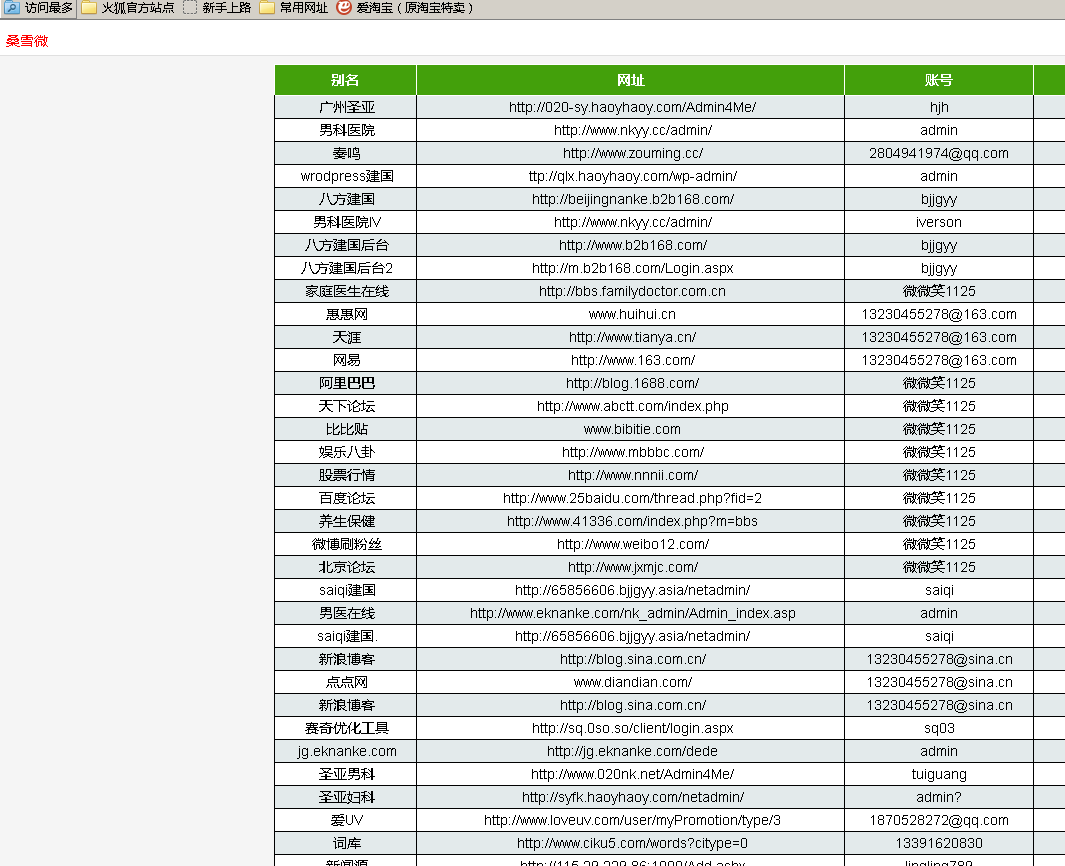 访问最多 火狐官方站点 新手上路 常用网址 爱淘宝（原淘宝特卖）
桑雪微
别名 网址 账号
广州圣亚 http://020-sy.haoyhaoy.com/Admin4Me/ hjh
男科医院 http://www.nkyy.cc/admin/ admin
奏鸣 http://www.zouming.cc/ 2804941974@qq.com
wrodpress建国 ttp://qlx.haoyhaoy.com/wp-admin/ admin
八方建国 http://beijingnanke.b2b168.com/ bjjgyy
男科医院IV http://www.nkyy.cc/admin/ iverson
八方建国后台 http://www.b2b168.com/ bjjgyy
八方建国后台2 http://m.b2b168.com/Login.aspx bjjgyy
家庭医生在线 http://bbs.familydoctor.com.cn 微微笑1125
惠惠网 www.huihui.cn 13230455278@163.com
天涯 http://www.tianya.cn/ 13230455278@163.com
网易 http://www.163.com/ 13230455278@163.com
阿里巴巴 http://blog.1688.com/ 微微笑1125
天下论坛 http://www.abctt.com/index.php 微微笑1125
比比贴 www.bibitie.com 微微笑1125
娱乐八卦 http://www.mbbbc.com/ 微微笑1125
股票行情 http://www.nnnii.com/ 微微笑1125
百度论坛 http://www.25baidu.com/thread.php?fid=2 微微笑1125
养生保健 http://www.41336.com/index.php?m=bbs 微微笑1125
微博刷粉丝 http://www.weibo12.com/ 微微笑1125
北京论坛 http://www.jxmjc.com/ 微微笑1125
saiqi建国 http://65856606.bjjgyy.asia/netadmin/ saiqi
男医在线 http://www.eknanke.com/nk_admin/Admin_index.asp admin
saiqi建国. http://65856606.bjjgyy.asia/netadmin/ saiqi
新浪博客 http://blog.sina.com.cn/ 13230455278@sina.cn
点点网 www.diandian.com/ 13230455278@sina.cn
新浪博客 http://blog.sina.com.cn/ 13230455278@sina.cn
赛奇优化工具 http://sq.0so.so/client/login.aspx sq03
jg.eknanke.com http://jg.eknanke.com/dede admin
圣亚男科 http://www.020nk.net/Admin4Me/ tuiguang
圣亚妇科 http://syfk.haoyhaoy.com/netadmin/ admin?
爱UV http://www.loveuv.com/user/myPromotion/type/3 1870528272@qq.com
词库 http://www.ciku5.com/words?citype=0 13391620830